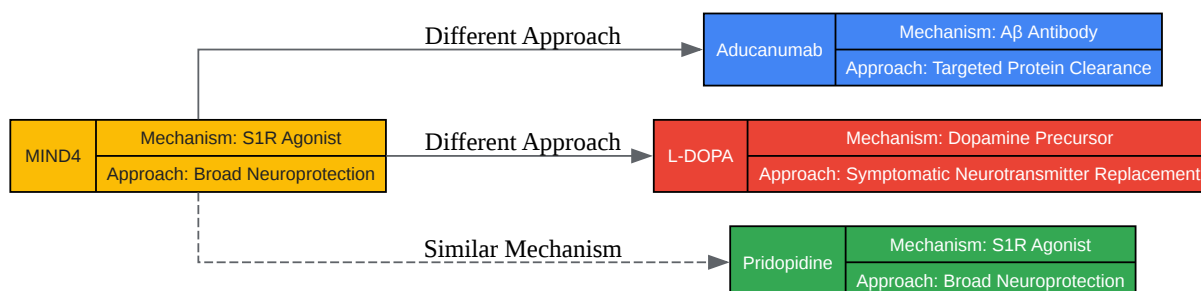 Different Approach
Aducanumab
Mechanism: Aβ Antibody
Approach: Targeted Protein Clearance
MIND4
Mechanism: S1R Agonist
Approach: Broad Neuroprotection
Different Approach
L-DOPA
Mechanism: Dopamine Precursor
Approach: Symptomatic Neurotransmitter Replacement
Similar Mechanism
Pridopidine
Mechanism: S1R Agonist
Approach: Broad Neuroprotection